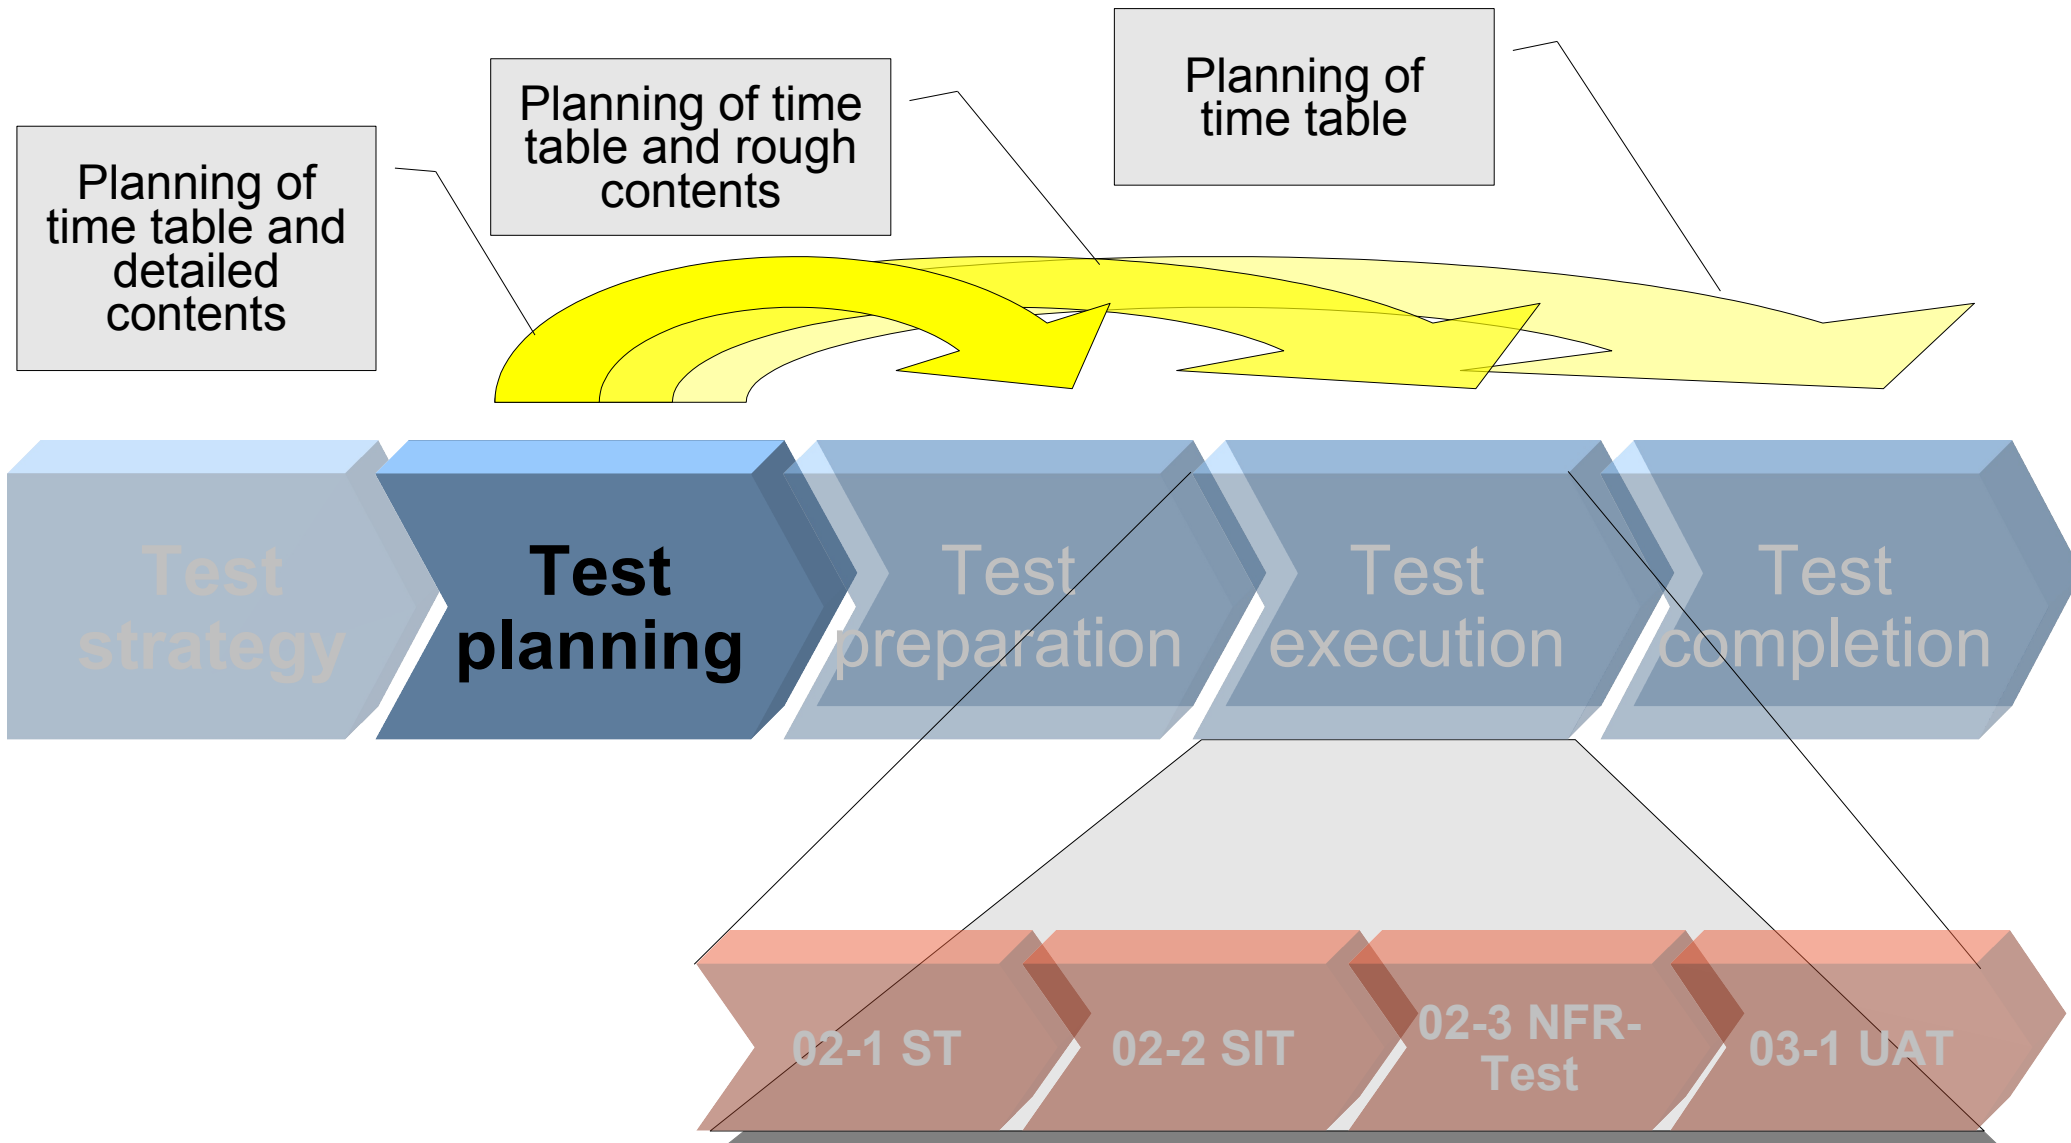 Planning of
time table and
detailed
contents
Planning of time
table and rough
contents
Planning of
time table
Test
strategy
Test
planning
Test
preparation
Test
execution
Test
completion
02-1 ST
02-2 SIT
02-3 NFR-
Test
03-1 UAT